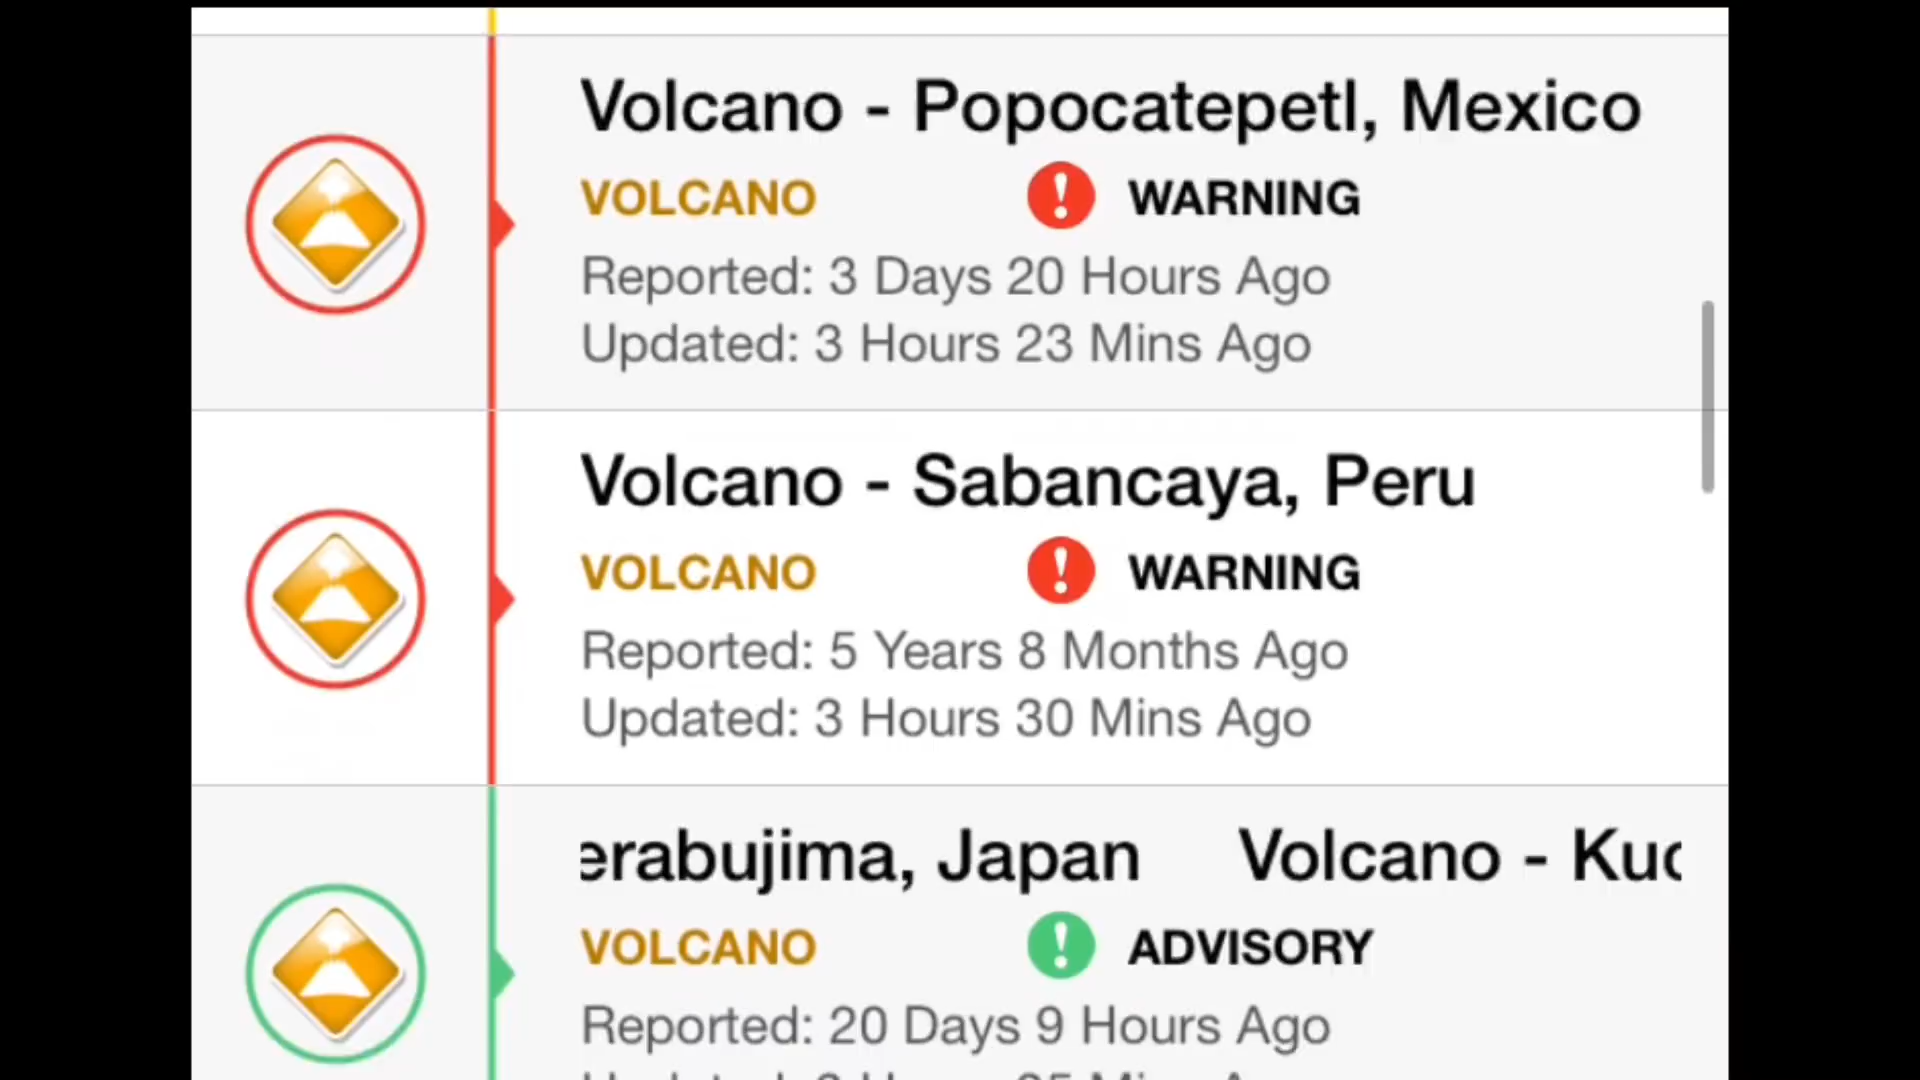 Volcano - Popocatepetl, Mexico
VOLCANO
WARNING
Reported: 3 Days 20 Hours Ago
Updated: 3 Hours 23 Mins Ago
Volcano - Sabancaya, Peru
VOLCANO
WARNING
Reported: 5 Years 8 Months Ago
Updated: 3 Hours 30 Mins Ago
erabujima, Japan Volcano - Kuc
VOLCANO
ADVISORY
Reported: 20 Days 9 Hours Ago